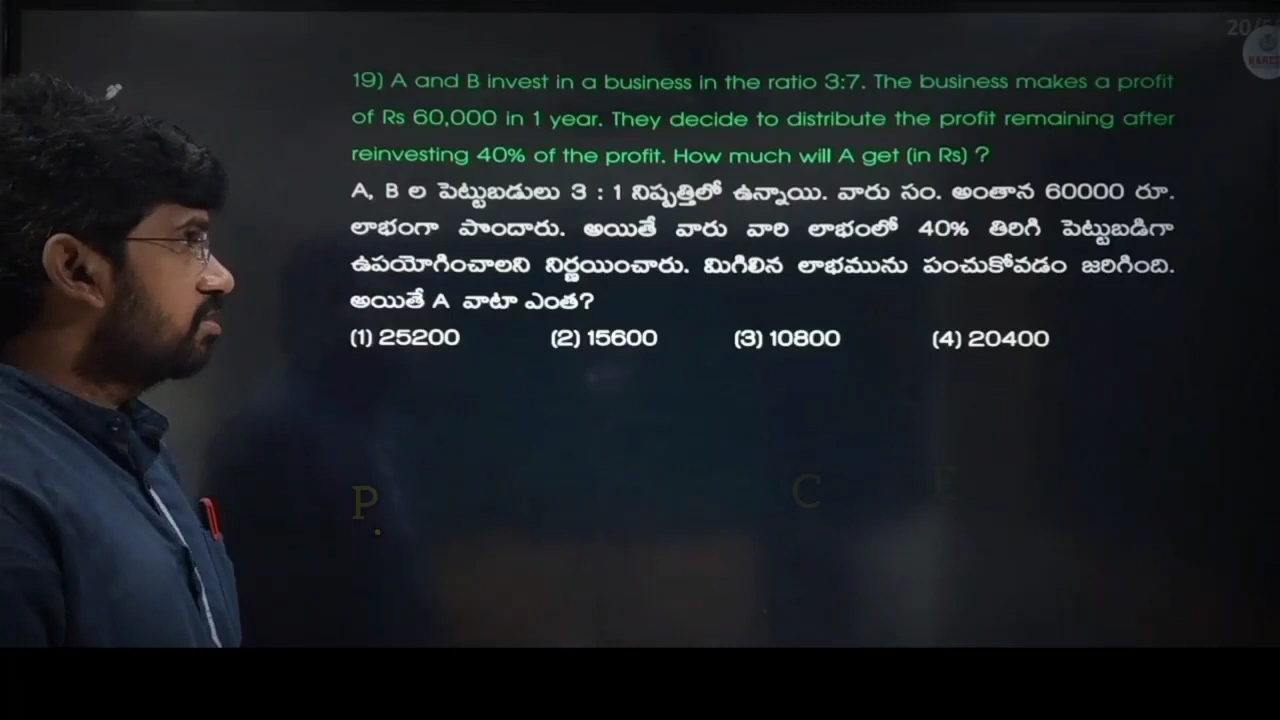 20/5
19) A and B invest in a business in the ratio 3:7. The business makes a profit
of Rs 60,000 in 1 year. They decide to distribute the profit remaining after
reinvesting 40% of the profit. How much will A get (in Rs) ?
A, B ల పెట్టుబడులు 3 : 1 నిష్పత్తిలో ఉన్నాయి. వారు సం. అంతాన 60000 రూ.
లాభంగా పొందారు. అయితే వారు వారి లాభంలో 40% తిరిగి పెట్టుబడిగా
ఉపయోగించాలని నిర్ణయించారు. మిగిలిన లాభమును పంచుకోవడం జరిగింది.
అయితే A వాటా ఎంత?
(1) 25200 (2) 15600 (3) 10800 (4) 20400
P. C E